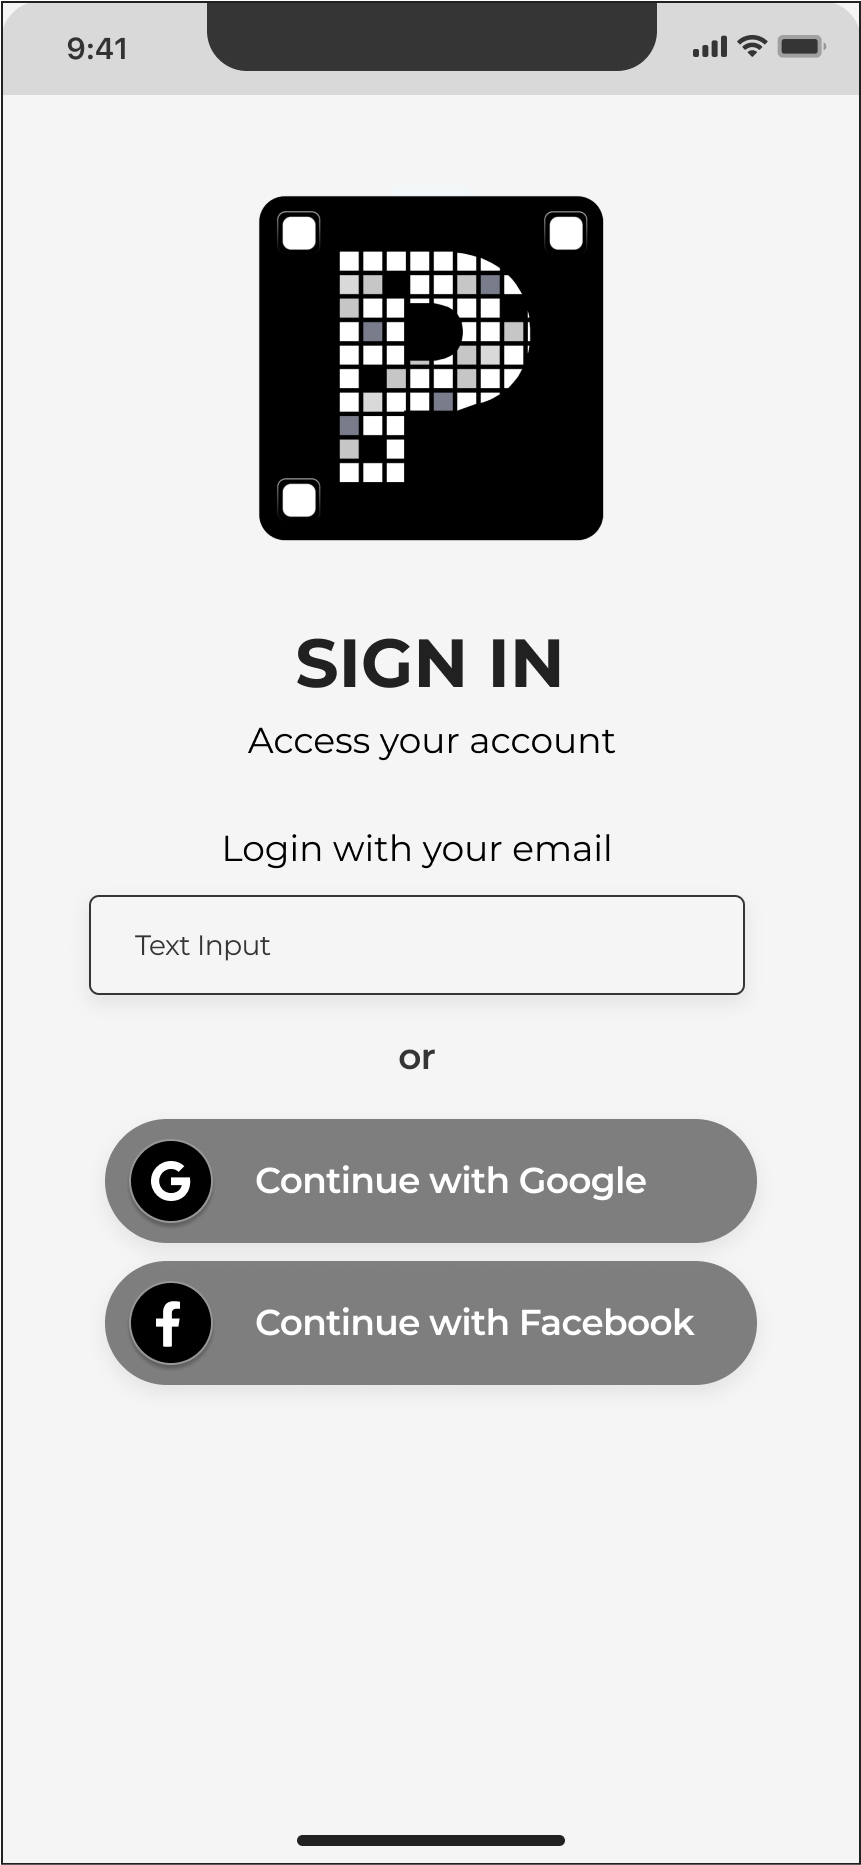 9:41
P
SIGN IN
Access your account
Login with your email
Text Input
or
G Continue with Google
f Continue with Facebook